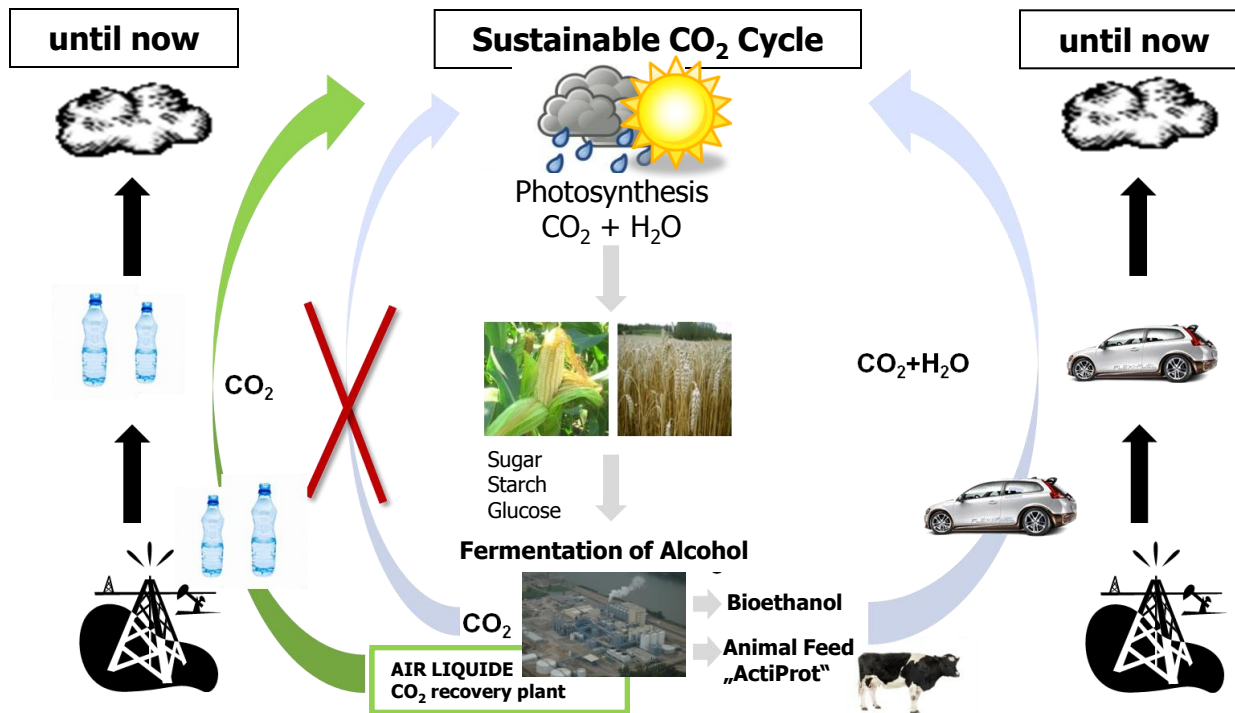 until now
Sustainable CO₂ Cycle
until now
Photosynthesis
CO₂ + H₂O
CO₂
CO₂+H₂O
Sugar
Starch
Glucose
Fermentation of Alcohol
Bioethanol
CO₂
Animal Feed
„ActiProt“
AIR LIQUIDE
CO₂ recovery plant